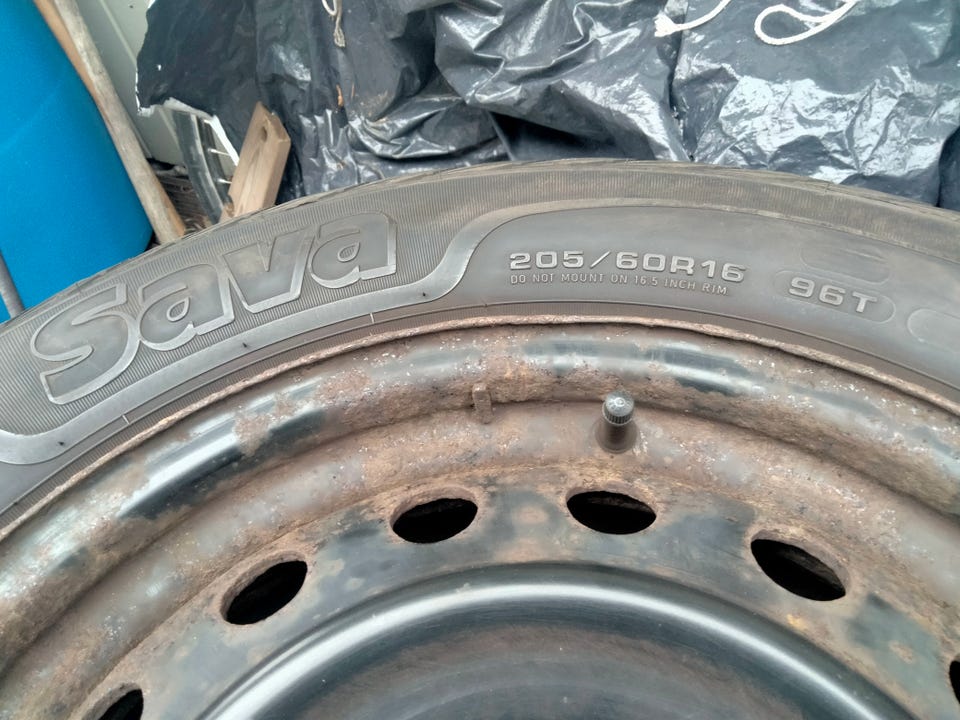 Sava
205/60R16
DO NOT MOUNT ON 16.5 INCH RIM
96T